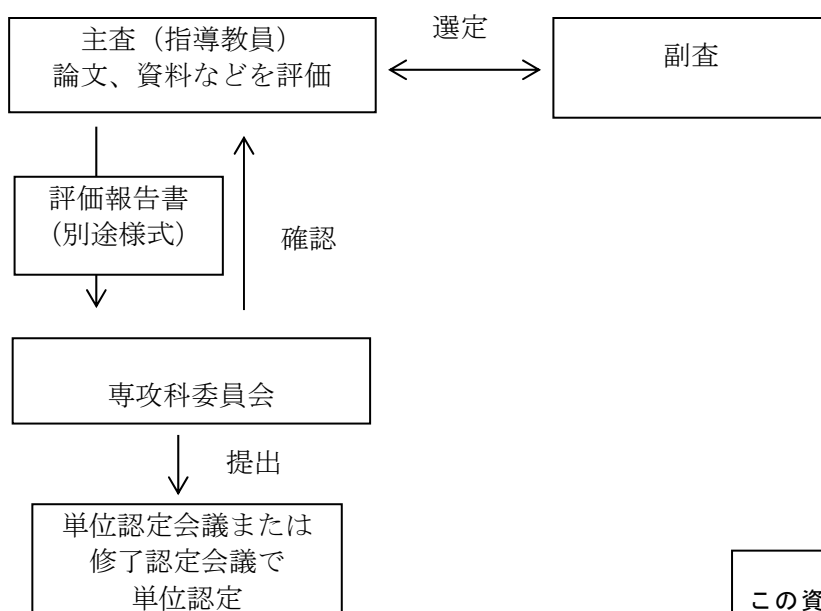 主査（指導教員）
論文、資料などを評価
選定
副査
評価報告書
(別途様式)
確認
専攻科委員会
提出
単位認定会議または
修了認定会議で
単位認定
この資